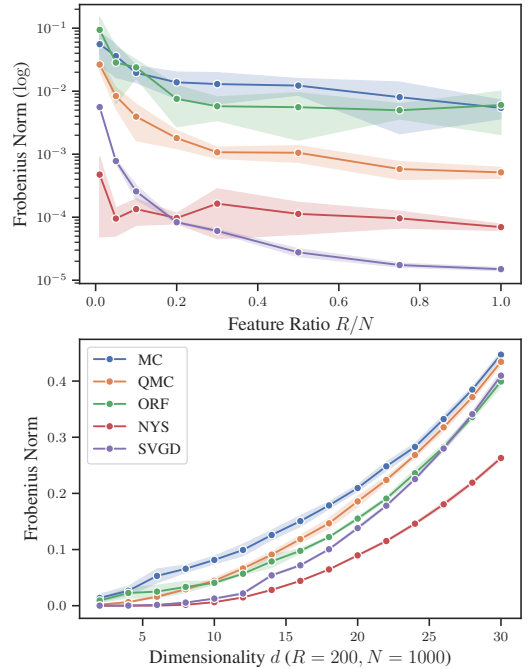 10⁻¹
10⁻²
10⁻³
10⁻⁴
10⁻⁵
Frobenius Norm (log)
0.0 0.2 0.4 0.6 0.8 1.0
Feature Ratio R/N
MC
QMC
ORF
NYS
SVGD
0.4
0.3
0.2
0.1
0.0
Frobenius Norm
5 10 15 20 25 30
Dimensionality d (R = 200, N = 1000)